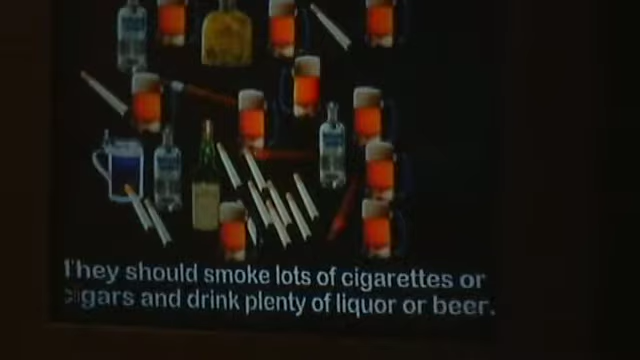 They should smoke lots of cigarettes or
cigars and drink plenty of liquor or beer.